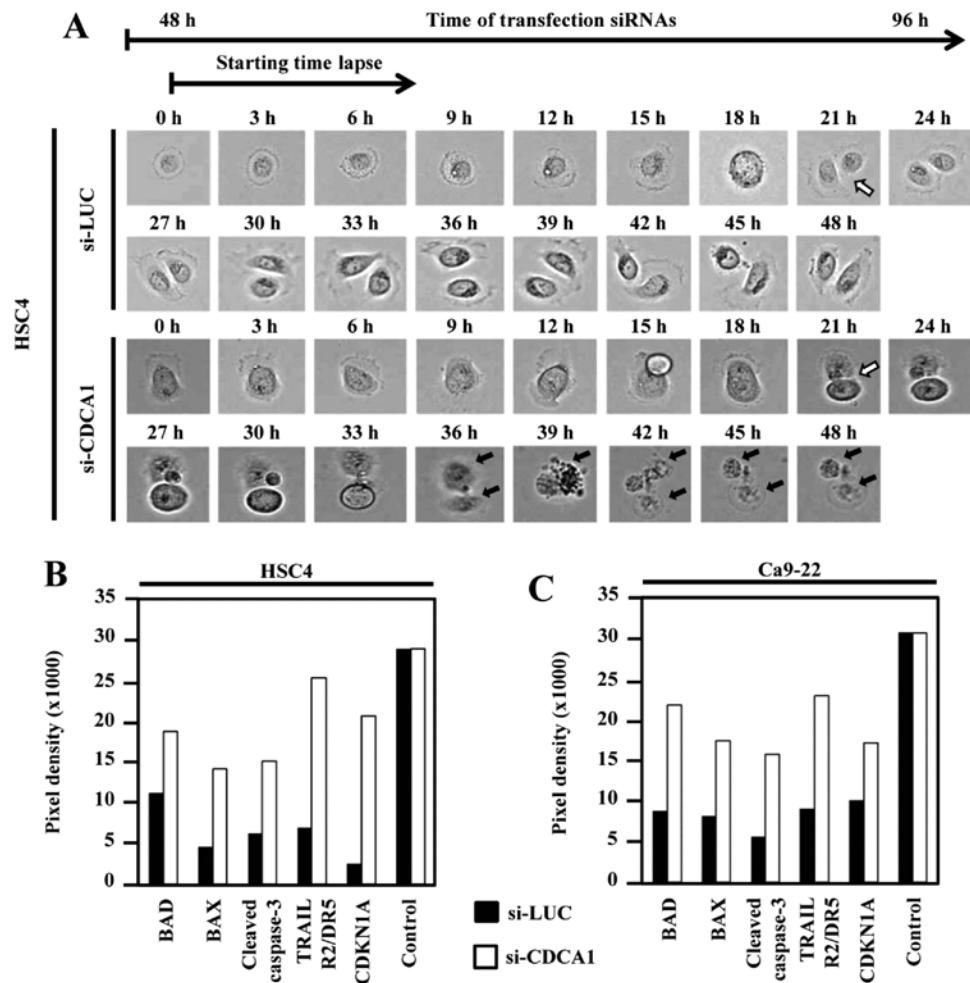 A
48 h Time of transfection siRNAs 96 h
Starting time lapse
0 h 3 h 6 h 9 h 12 h 15 h 18 h 21 h 24 h
HSC4
si-LUC
27 h 30 h 33 h 36 h 39 h 42 h 45 h 48 h
0 h 3 h 6 h 9 h 12 h 15 h 18 h 21 h 24 h
si-CDCA1
27 h 30 h 33 h 36 h 39 h 42 h 45 h 48 h
B
HSC4
Pixel density (x1000)
35
30
25
20
15
10
5
0
BAD
BAX
Cleaved
caspase-3
TRAIL
R2/DR5
CDKN1A
Control
si-LUC
si-CDCA1
C
Ca9-22
Pixel density (x1000)
35
30
25
20
15
10
5
0
BAD
BAX
Cleaved
caspase-3
TRAIL
R2/DR5
CDKN1A
Control